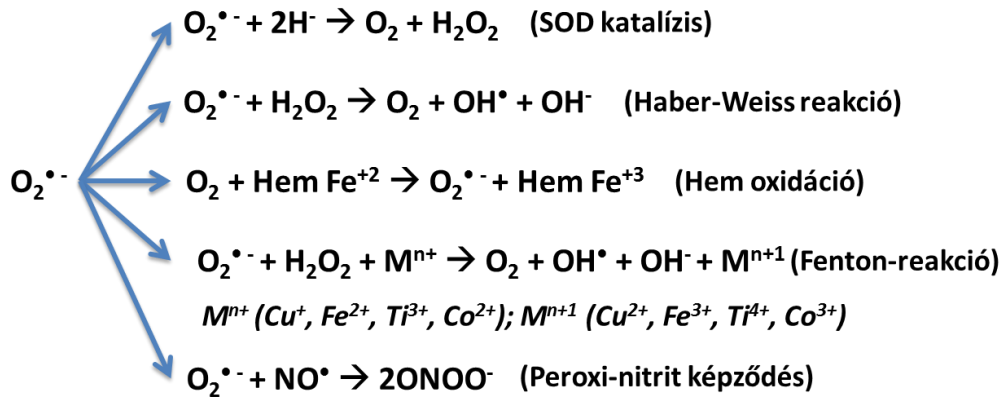 O₂•⁻ + 2H⁻ → O₂ + H₂O₂ (SOD katalízis)
O₂•⁻ + H₂O₂ → O₂ + OH• + OH⁻ (Haber-Weiss reakció)
O₂•⁻
O₂ + Hem Fe⁺² → O₂•⁻ + Hem Fe⁺³ (Hem oxidáció)
O₂•⁻ + H₂O₂ + Mⁿ⁺ → O₂ + OH• + OH⁻ + Mⁿ⁺¹ (Fenton-reakció)
Mⁿ⁺ (Cu⁺, Fe²⁺, Ti³⁺, Co²⁺); Mⁿ⁺¹ (Cu²⁺, Fe³⁺, Ti⁴⁺, Co³⁺)
O₂•⁻ + NO• → 2ONOO⁻ (Peroxi-nitrit képződés)